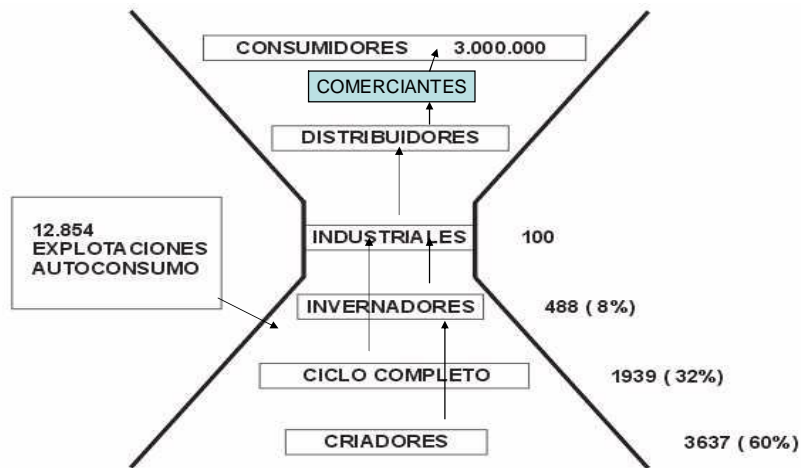 CONSUMIDORES 3.000.000
COMERCIANTES
DISTRIBUIDORES
12.854
EXPLOTACIONES
AUTOCONSUMO
INDUSTRIALES 100
INVERNADORES 488 ( 8%)
CICLO COMPLETO 1939 ( 32%)
CRIADORES 3637 ( 60%)